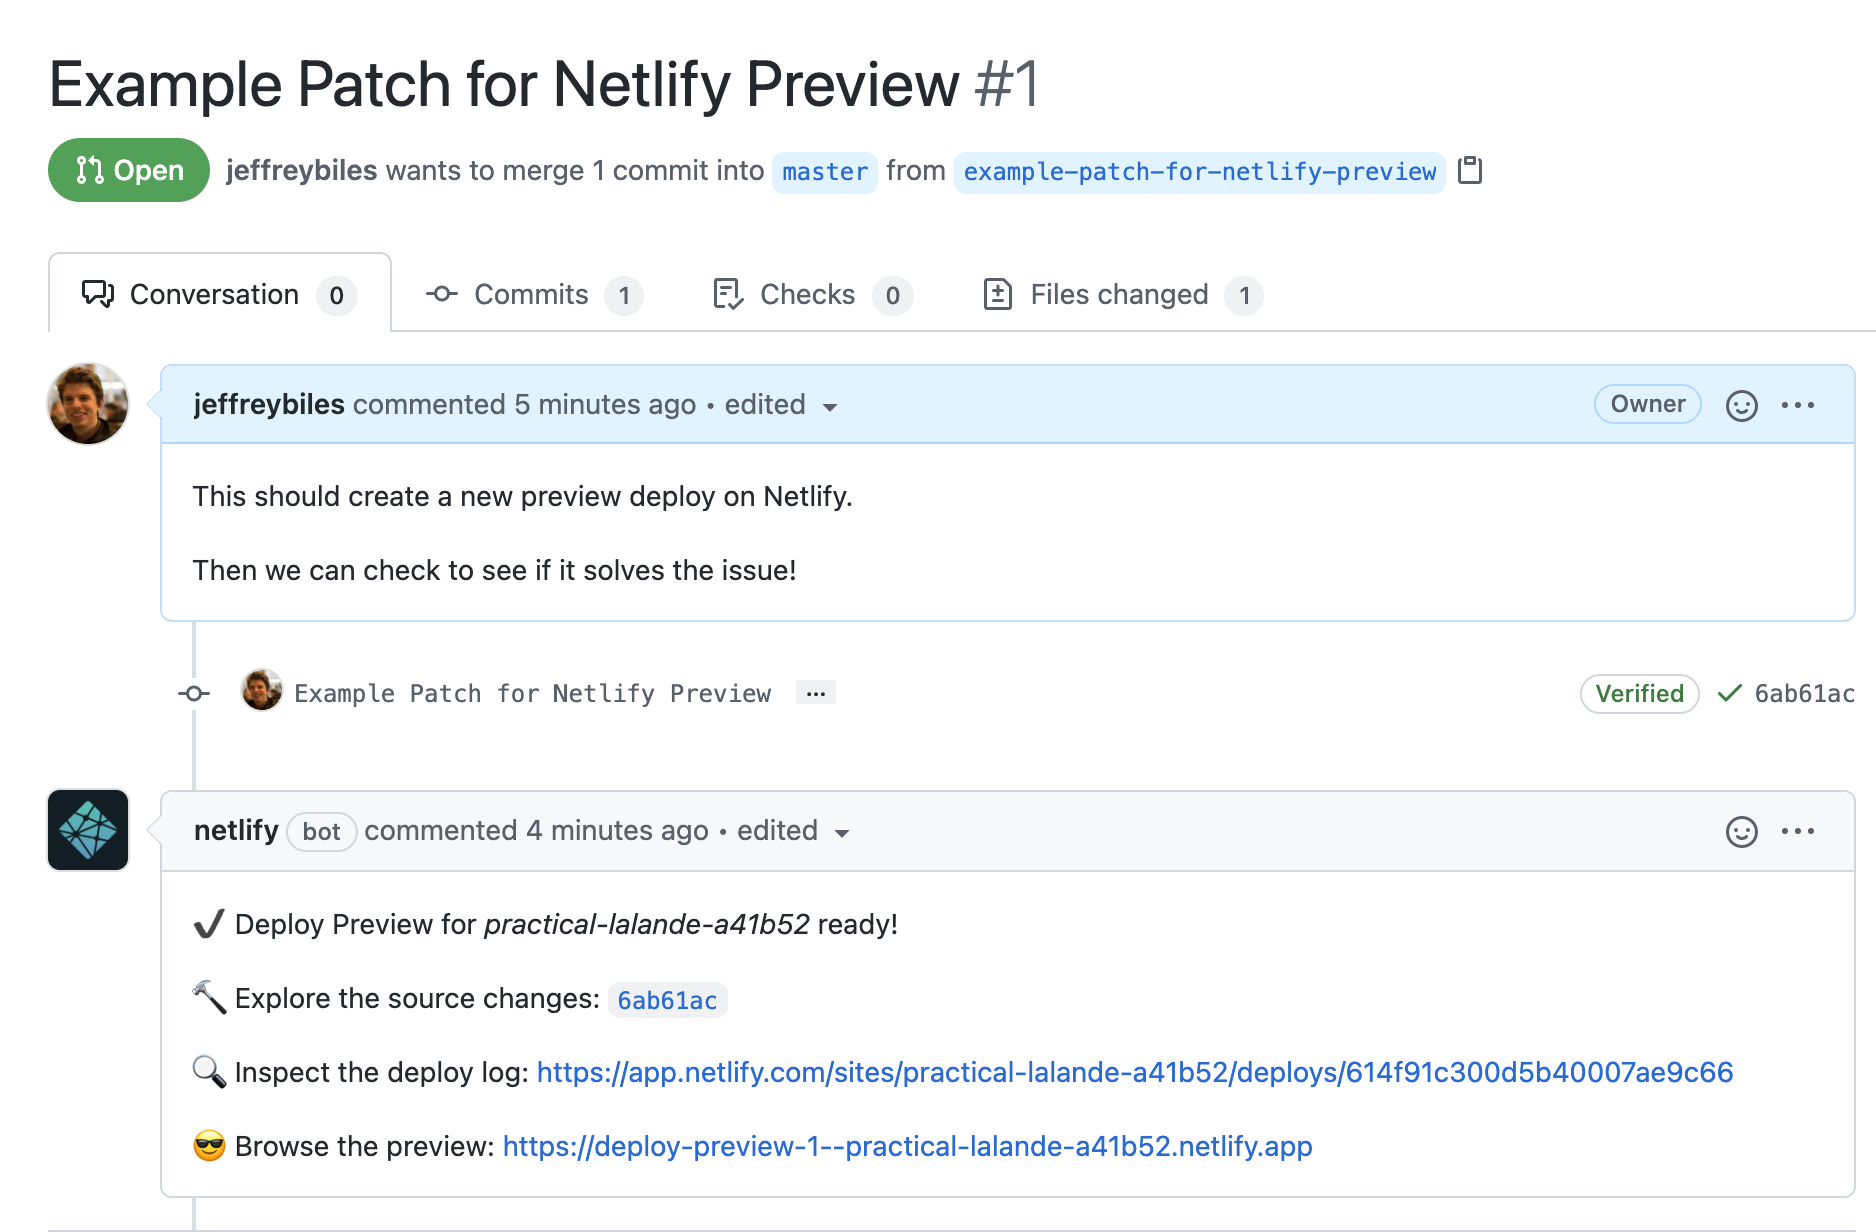 Example Patch for Netlify Preview #1
Open jeffreybiles wants to merge 1 commit into master from example-patch-for-netlify-preview
Conversation 0 Commits 1 Checks 0 Files changed 1
jeffreybiles commented 5 minutes ago • edited Owner
This should create a new preview deploy on Netlify.
Then we can check to see if it solves the issue!
Example Patch for Netlify Preview ... Verified 6ab61ac
netlify bot commented 4 minutes ago • edited
✔ Deploy Preview for practical-lalande-a41b52 ready!
🔨 Explore the source changes: 6ab61ac
🔍 Inspect the deploy log: https://app.netlify.com/sites/practical-lalande-a41b52/deploys/614f91c300d5b40007ae9c66
😎 Browse the preview: https://deploy-preview-1--practical-lalande-a41b52.netlify.app